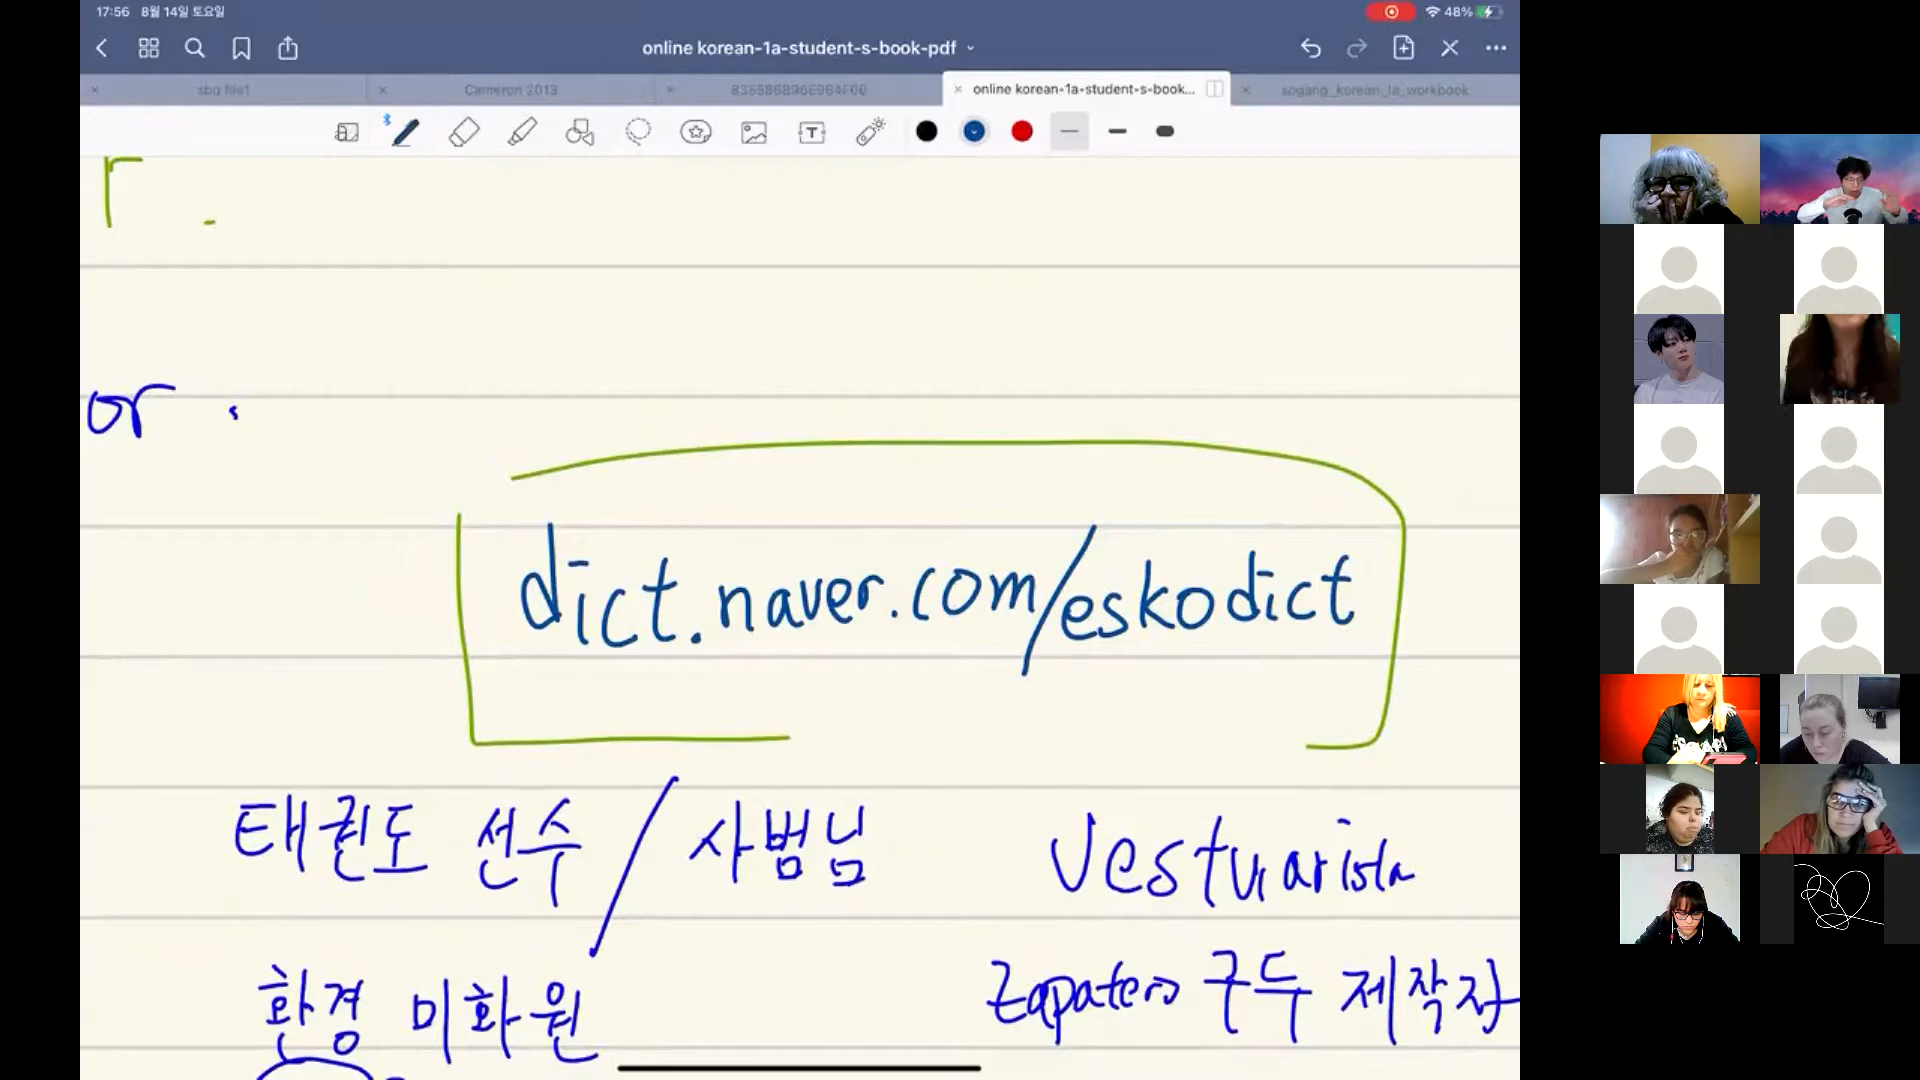 17:56 8월 14일 토요일
48%
online korean-1a-student-s-book-pdf
sbg file1
Cameron 2013
online korean-1a-student-s-book...
sogang_korean_1a_workbook
T
r .
or .
dict.naver.com/eskodict
태권도 선수 / 사범님
Vestuarista
환경 미화원
Zapatero 구두 제작자